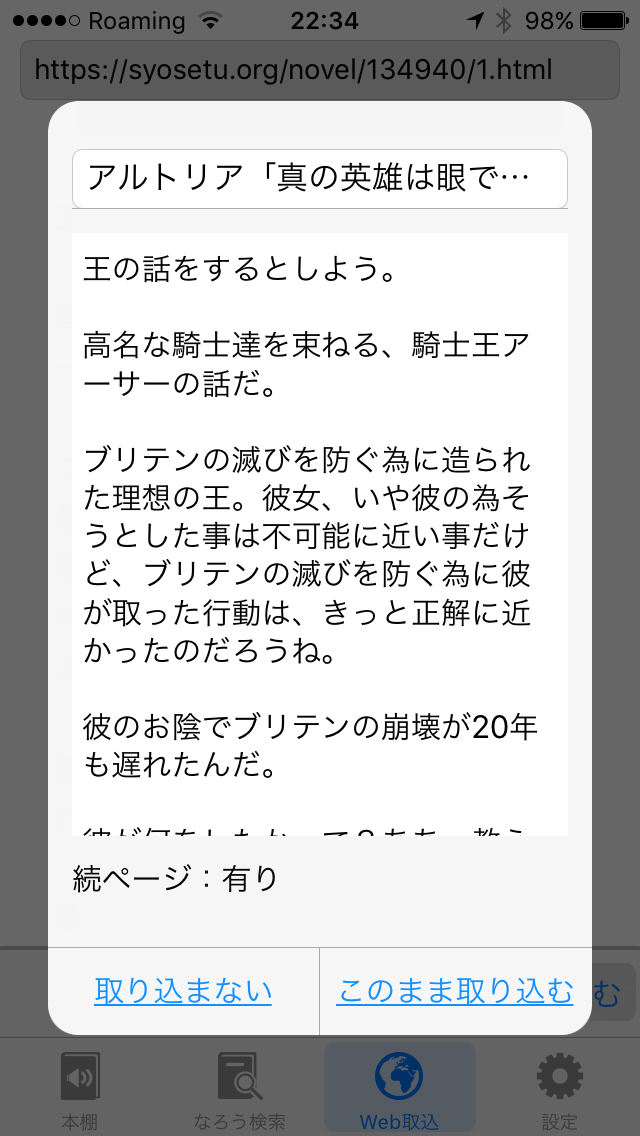 Roaming 22:34 98%
https://syosetu.org/novel/134940/1.html
アルトリア「真の英雄は眼で…
王の話をするとしよう。
高名な騎士達を束ねる、騎士王ア
ーサーの話だ。
ブリテンの滅びを防ぐ為に造られ
た理想の王。彼女、いや彼の為そ
うとした事は不可能に近い事だけ
ど、ブリテンの滅びを防ぐ為に彼
が取った行動は、きっと正解に近
かったのだろうね。
彼のお陰でブリテンの崩壊が20年
も遅れたんだ。
続ページ：有り
取り込まない
このまま取り込む
む
本棚
なろう検索
Web取込
設定